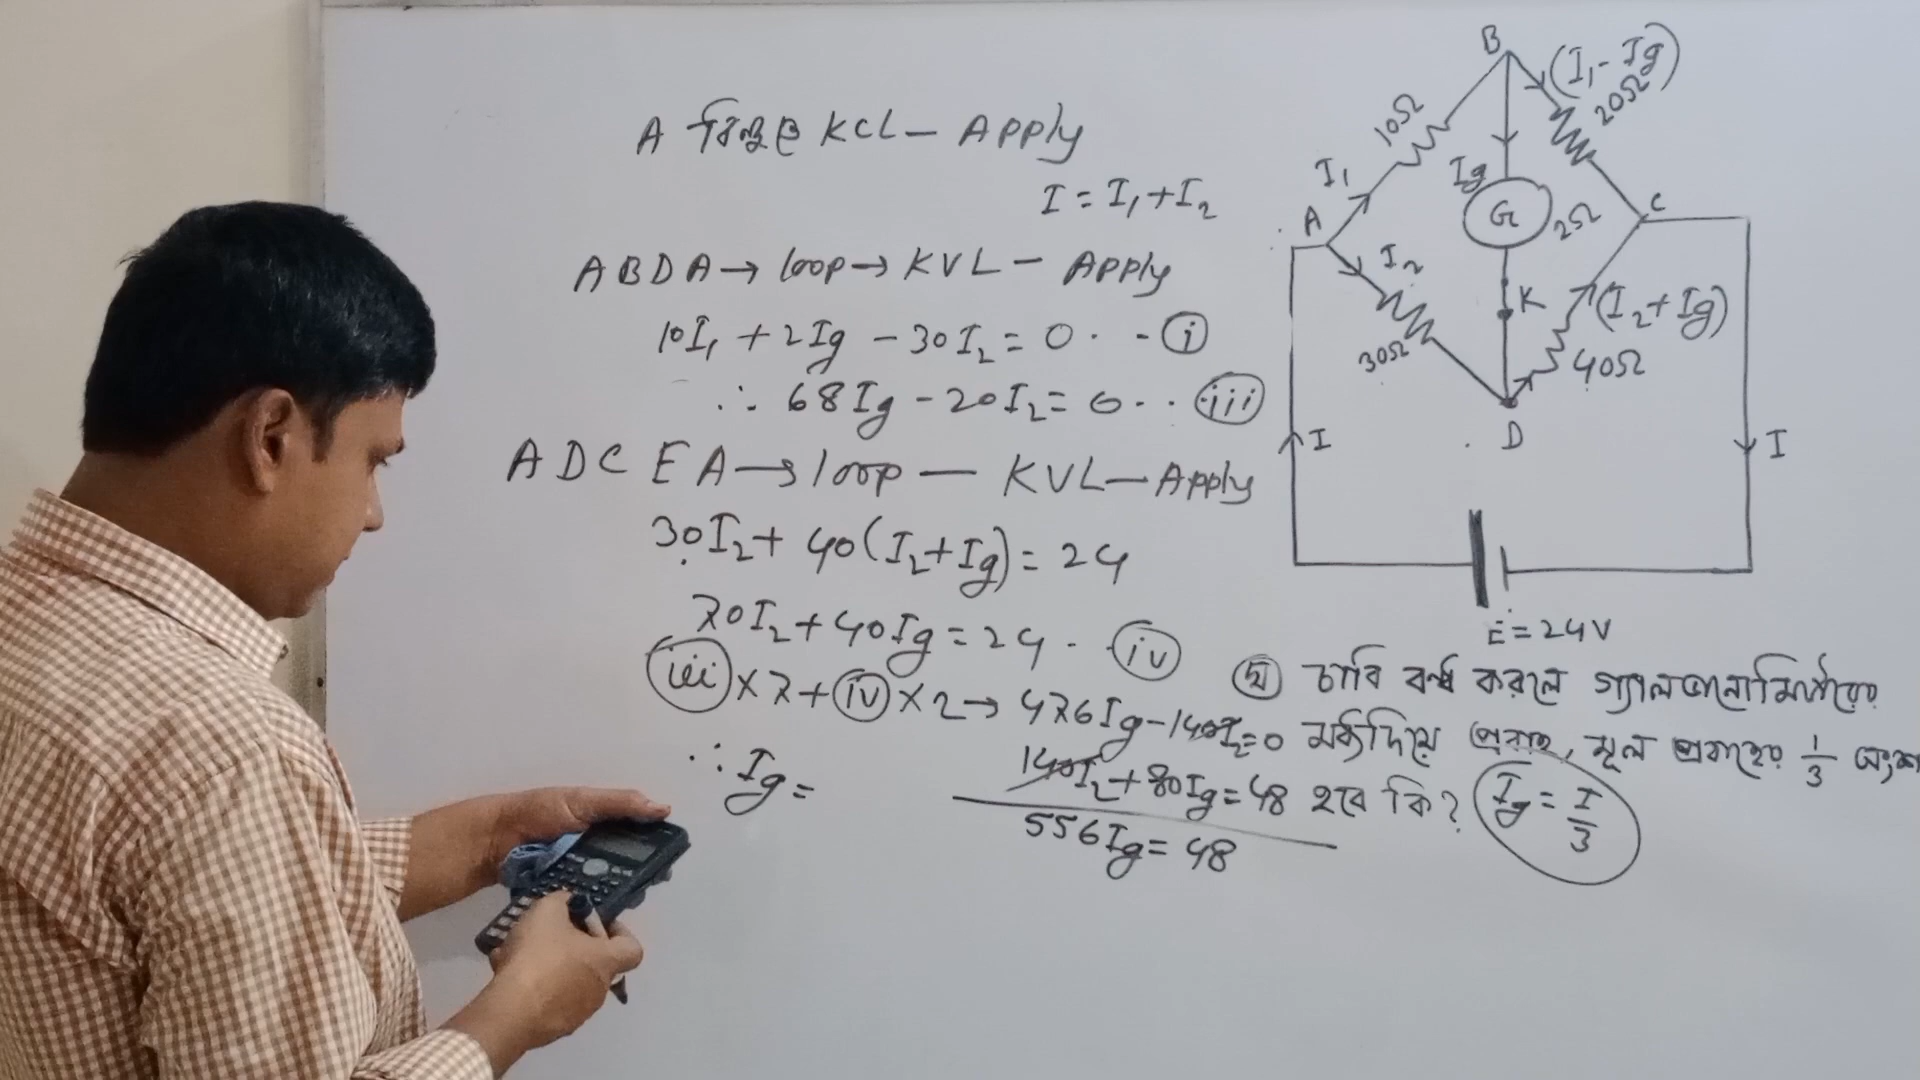 A বিন্দুতে KCL - Apply
I = I₁ + I₂
ABDA → loop → KVL - Apply
10I₁ + 2Ig - 30I₂ = 0 . - (i)
∴ 68Ig - 20I₂ = 0 . . (iii)
ADCEA → loop — KVL — Apply
30I₂ + 40(I₂ + Ig) = 24
70I₂ + 40Ig = 24 . . (iv)
(iii) × 7 + (iv) × 2 → 476Ig - 140I₂ = 0
140I₂ + 80Ig = 48
∴ Ig =
556Ig = 48
B
(I₁ - Ig)
10Ω
20Ω
I₁
Ig
A
G
2Ω
C
I₂
K
(I₂ + Ig)
30Ω
40Ω
D
I
I
E = 24V
(ঘ) চাবি বন্ধ করলে গ্যালভানোমিটারের
মধ্যদিয়ে প্রবাহ, মূল প্রবাহের 1/3 অংশ
হবে কি? Ig = I/3